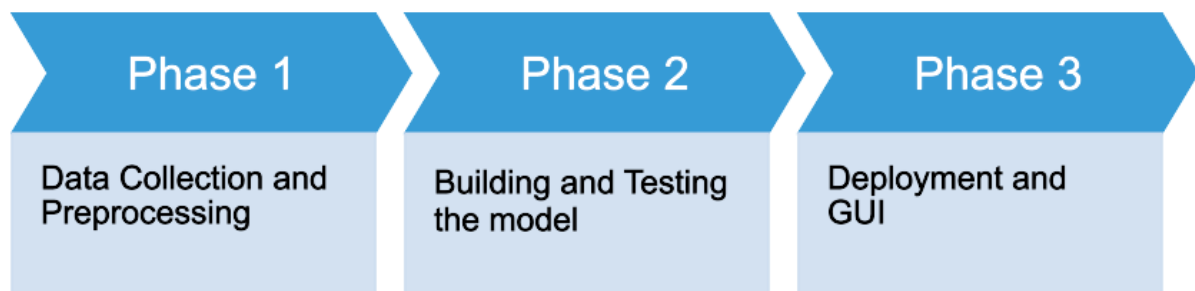 Phase 1
Data Collection and
Preprocessing
Phase 2
Building and Testing
the model
Phase 3
Deployment and
GUI